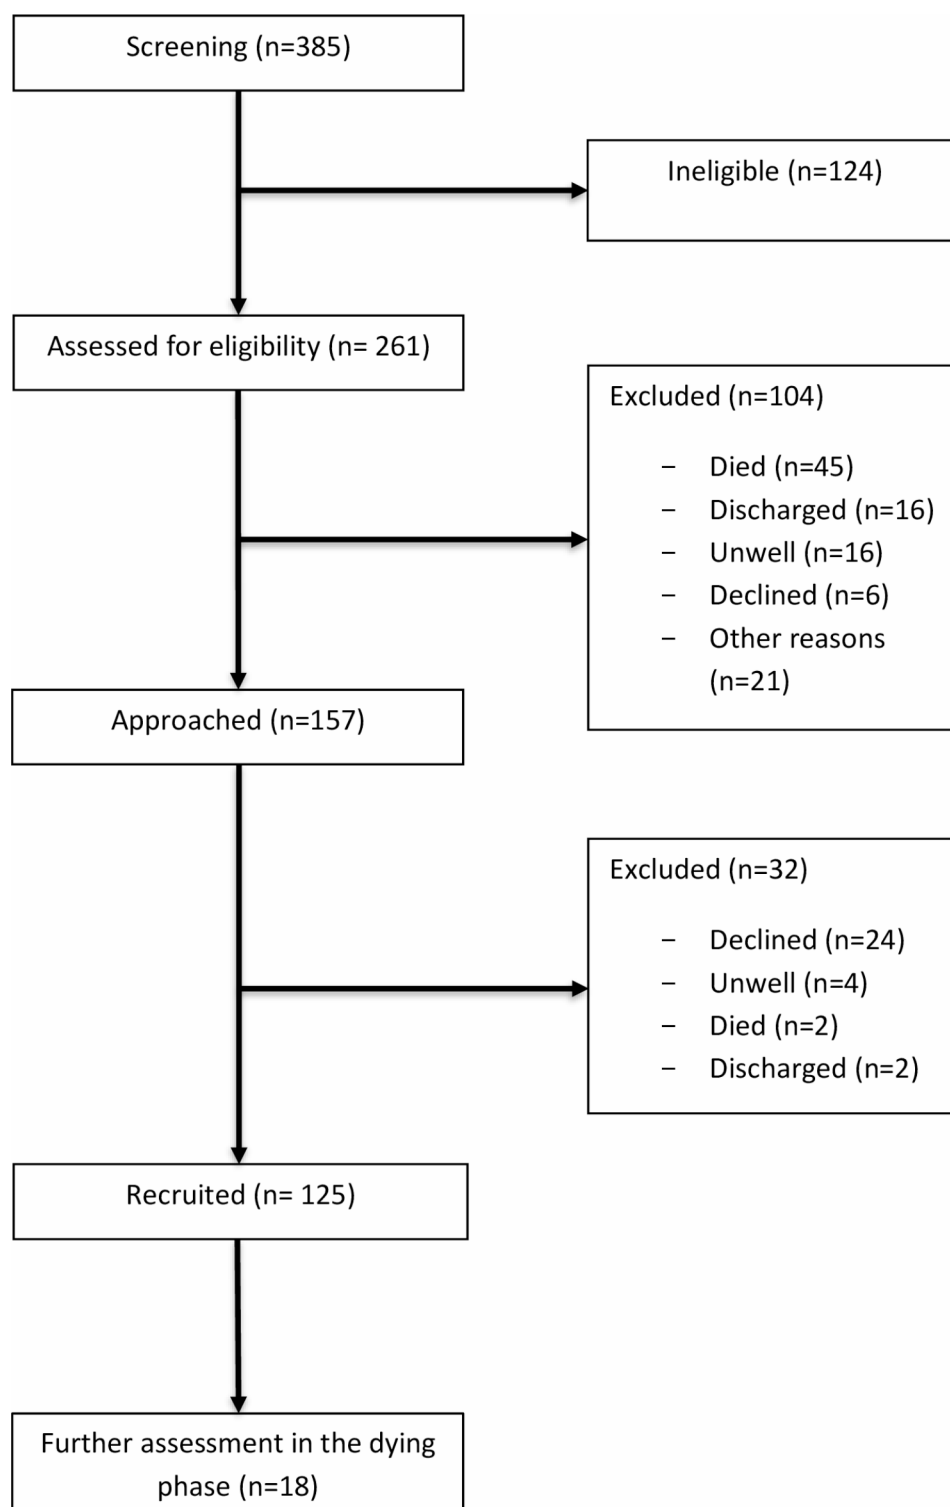 Screening (n=385)
Ineligible (n=124)
Assessed for eligibility (n= 261)
Excluded (n=104)
– Died (n=45)
– Discharged (n=16)
– Unwell (n=16)
– Declined (n=6)
– Other reasons
(n=21)
Approached (n=157)
Excluded (n=32)
– Declined (n=24)
– Unwell (n=4)
– Died (n=2)
– Discharged (n=2)
Recruited (n= 125)
Further assessment in the dying
phase (n=18)